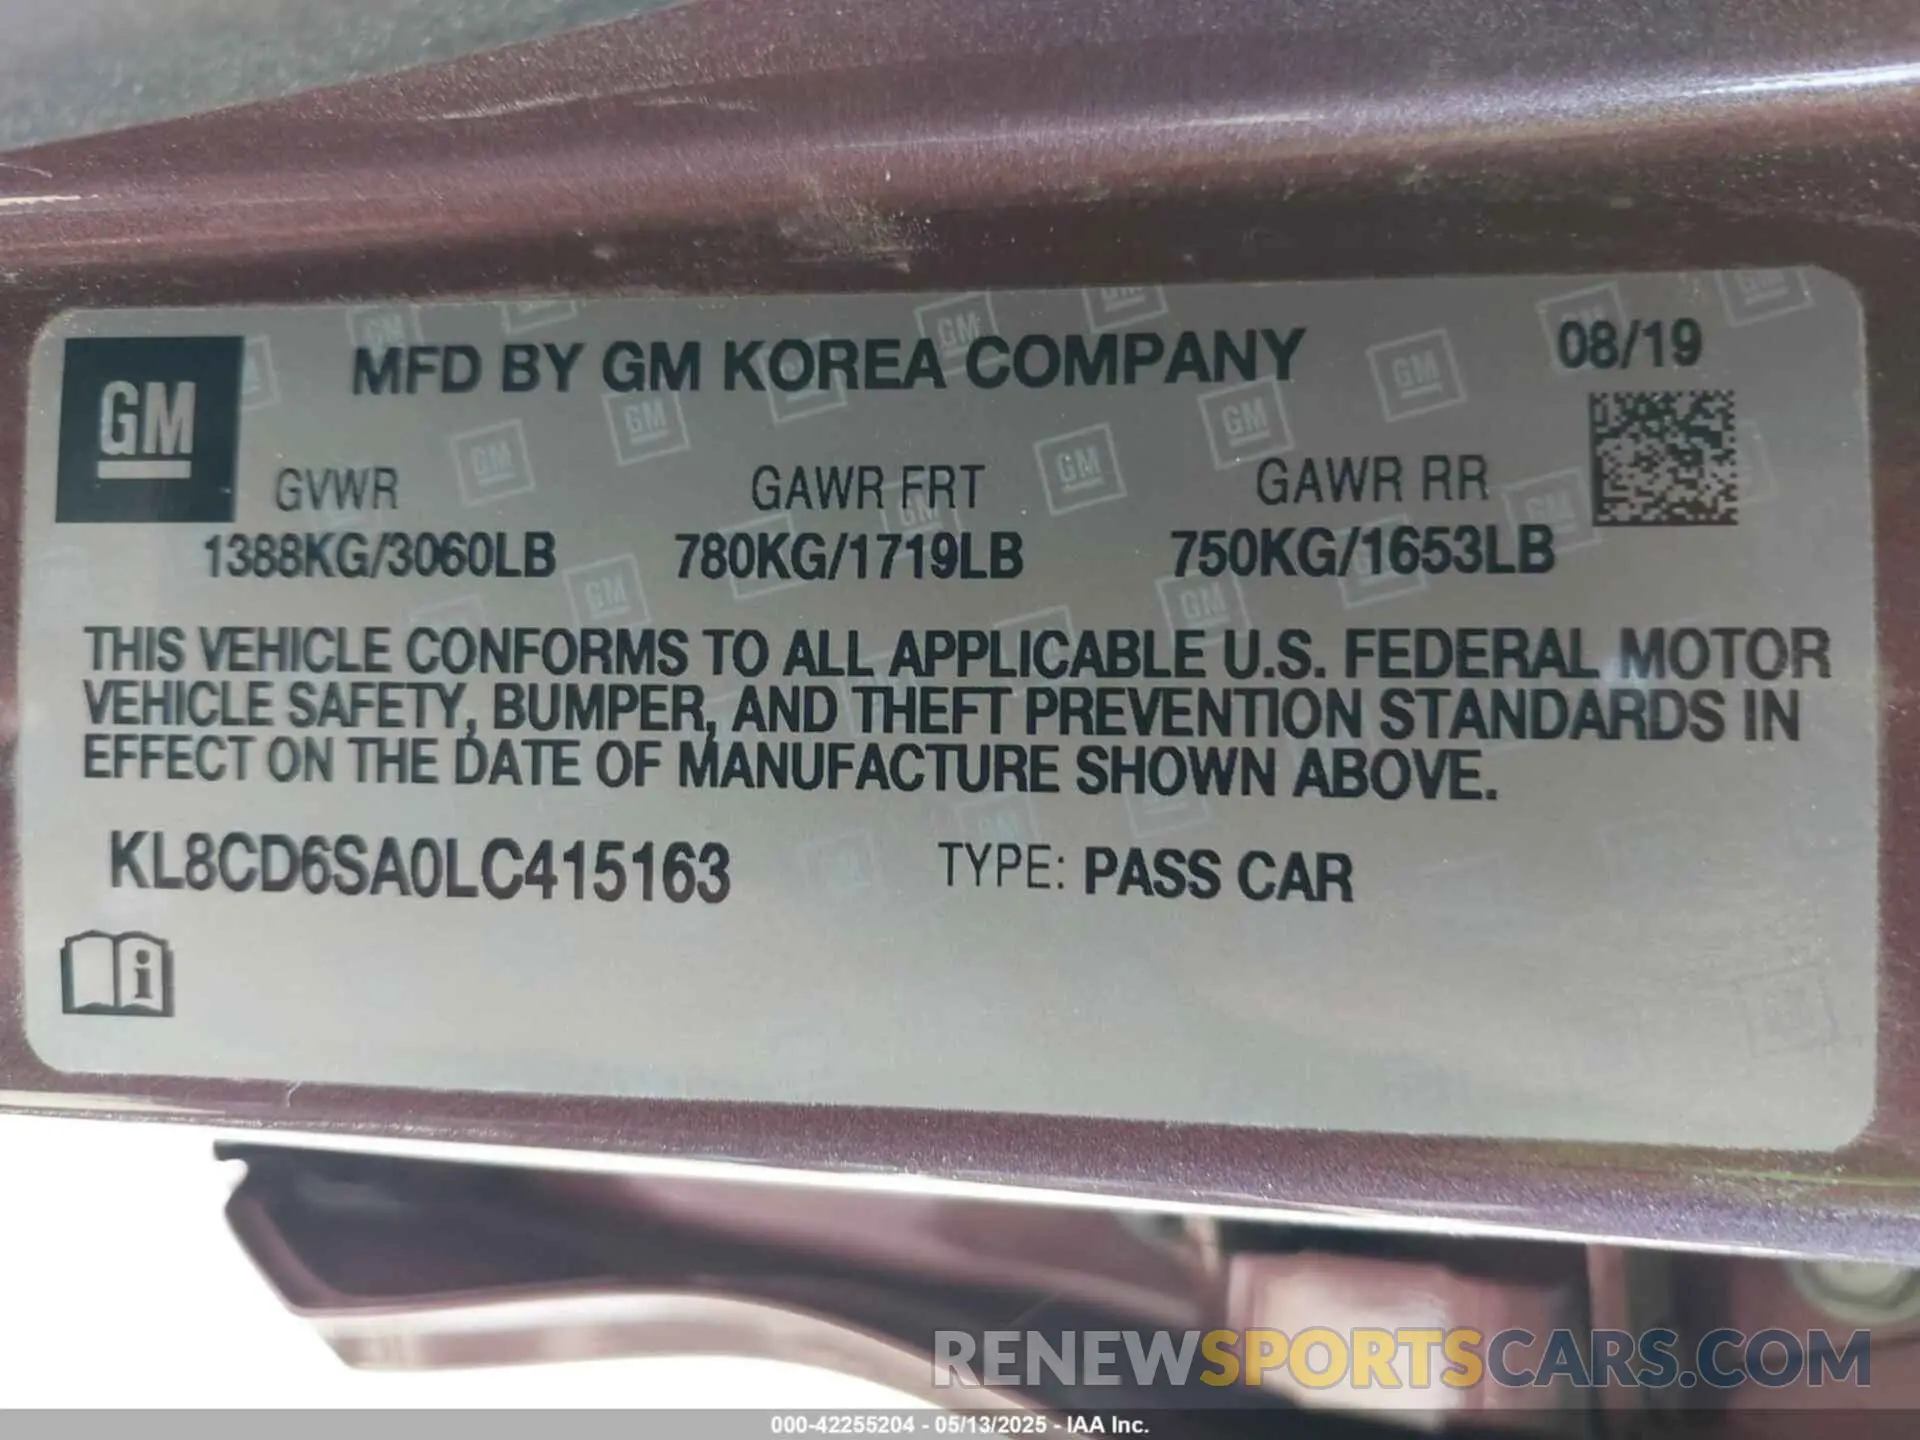 GM
MFD BY GM KOREA COMPANY
08/19
GVWR GAWR FRT GAWR RR
1388KG/3060LB 780KG/1719LB 750KG/1653LB
THIS VEHICLE CONFORMS TO ALL APPLICABLE U.S. FEDERAL MOTOR
VEHICLE SAFETY, BUMPER, AND THEFT PREVENTION STANDARDS IN
EFFECT ON THE DATE OF MANUFACTURE SHOWN ABOVE.
KL8CD6SA0LC415163 TYPE: PASS CAR
i
RENEWSPORTSCARS.COM
000-42255204 - 05/13/2025 - IAA Inc.